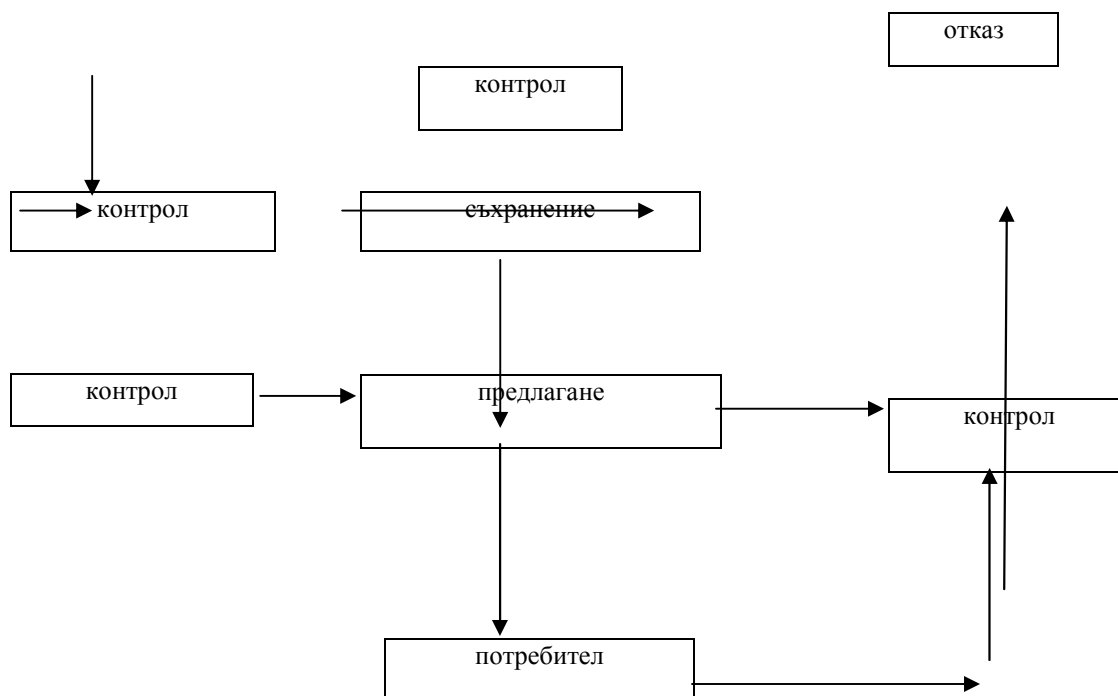 отказ
контрол
контрол
съхранение
контрол
предлагане
контрол
потребител